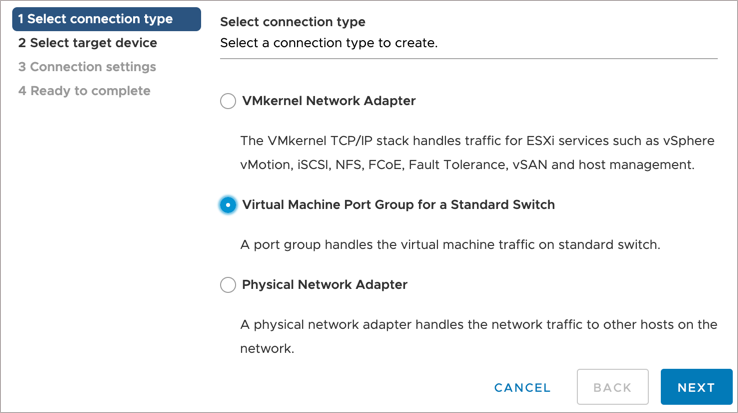 1 Select connection type
2 Select target device
3 Connection settings
4 Ready to complete
Select connection type
Select a connection type to create.
VMkernel Network Adapter
The VMkernel TCP/IP stack handles traffic for ESXi services such as vSphere
vMotion, iSCSI, NFS, FCoE, Fault Tolerance, vSAN and host management.
Virtual Machine Port Group for a Standard Switch
A port group handles the virtual machine traffic on standard switch.
Physical Network Adapter
A physical network adapter handles the network traffic to other hosts on the
network.
CANCEL
BACK
NEXT